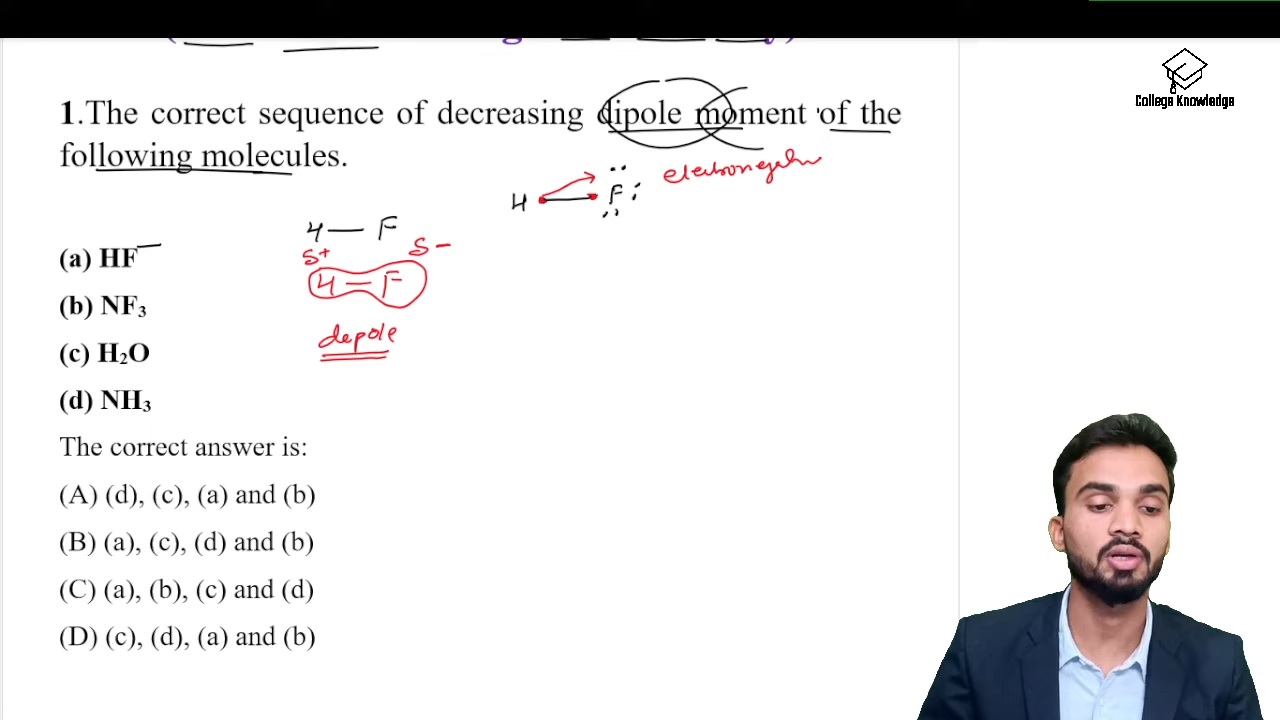 College Knowledge
1.The correct sequence of decreasing dipole moment of the
following molecules.
H F electronegativ
H — F
(a) HF
δ+ δ-
H — F
(b) NF₃
depole
(c) H₂O
(d) NH₃
The correct answer is:
(A) (d), (c), (a) and (b)
(B) (a), (c), (d) and (b)
(C) (a), (b), (c) and (d)
(D) (c), (d), (a) and (b)